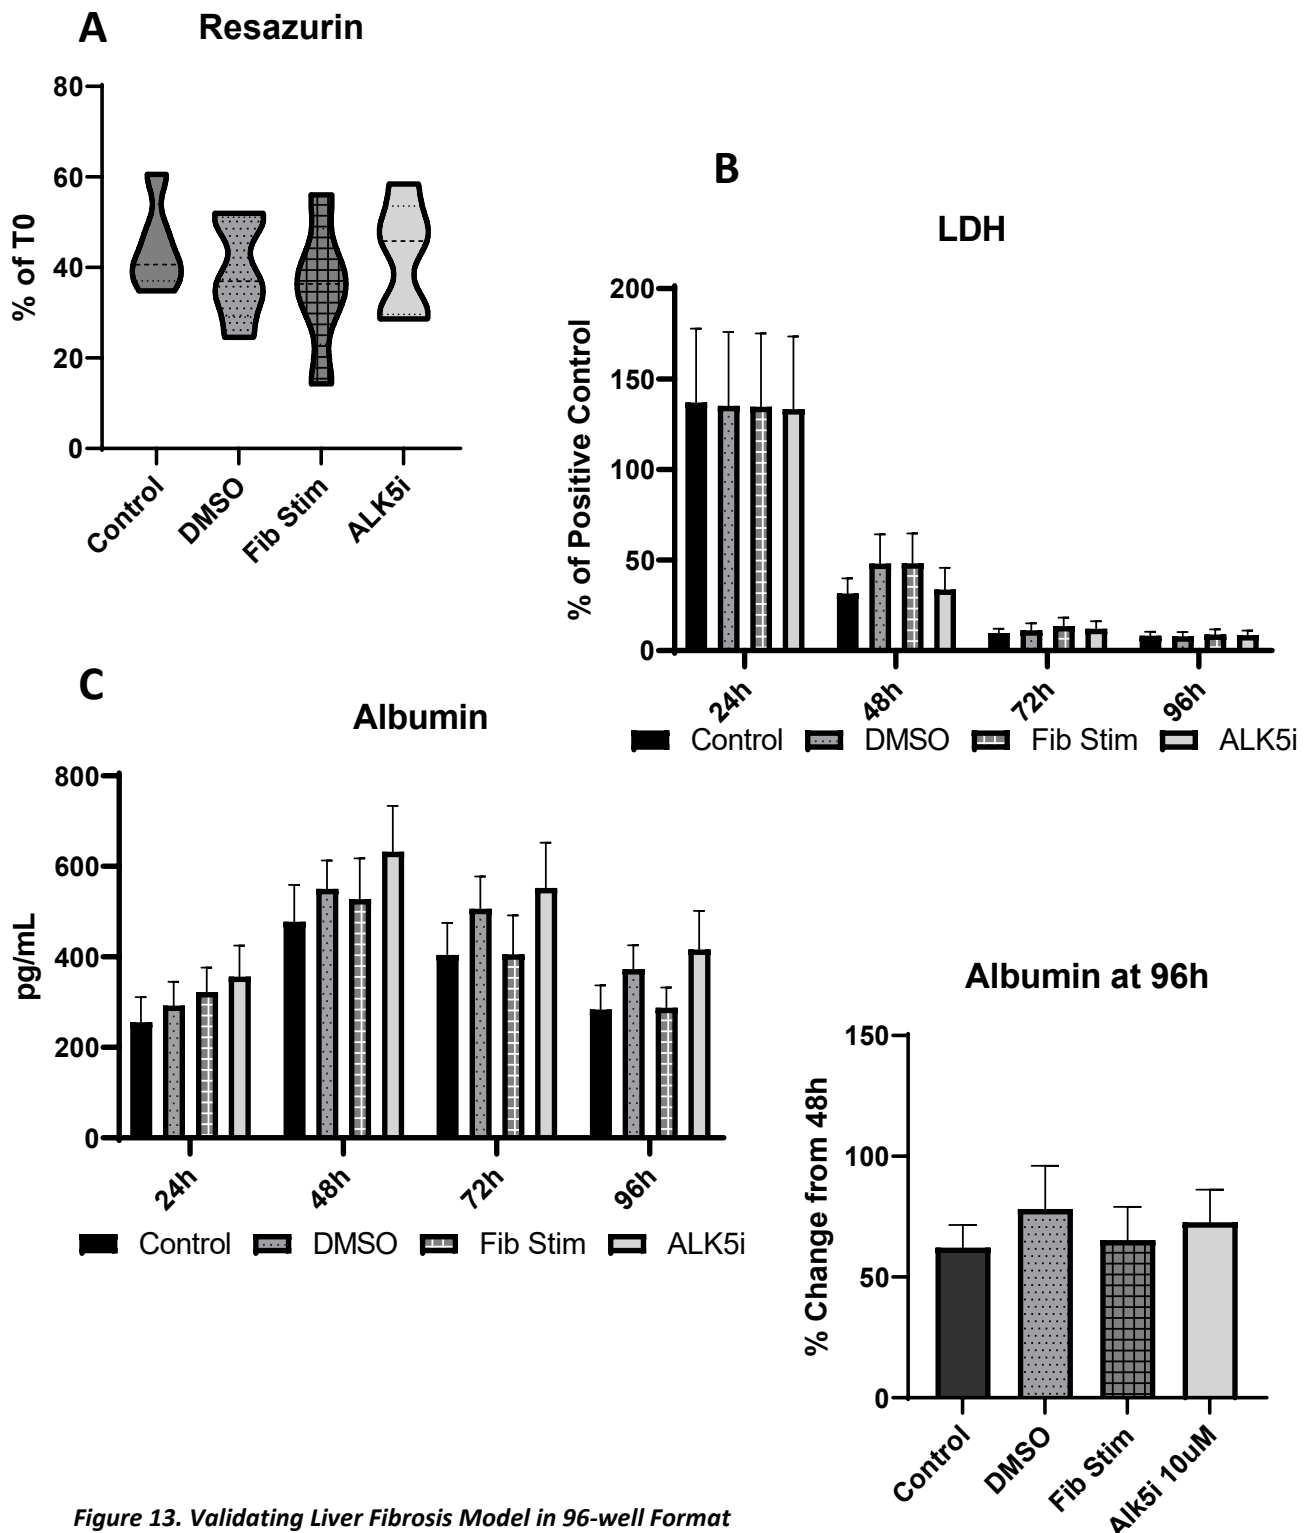 A
Resazurin
% of T0
80
60
40
20
0
Control
DMSO
Fib Stim
ALK5i
B
LDH
% of Positive Control
200
150
100
50
0
24h
48h
72h
96h
Control DMSO Fib Stim ALK5i
C
Albumin
pg/mL
800
600
400
200
0
24h
48h
72h
96h
Control DMSO Fib Stim ALK5i
Albumin at 96h
% Change from 48h
150
100
50
0
Control
DMSO
Fib Stim
Alk5i 10uM
Figure 13. Validating Liver Fibrosis Model in 96-well Format